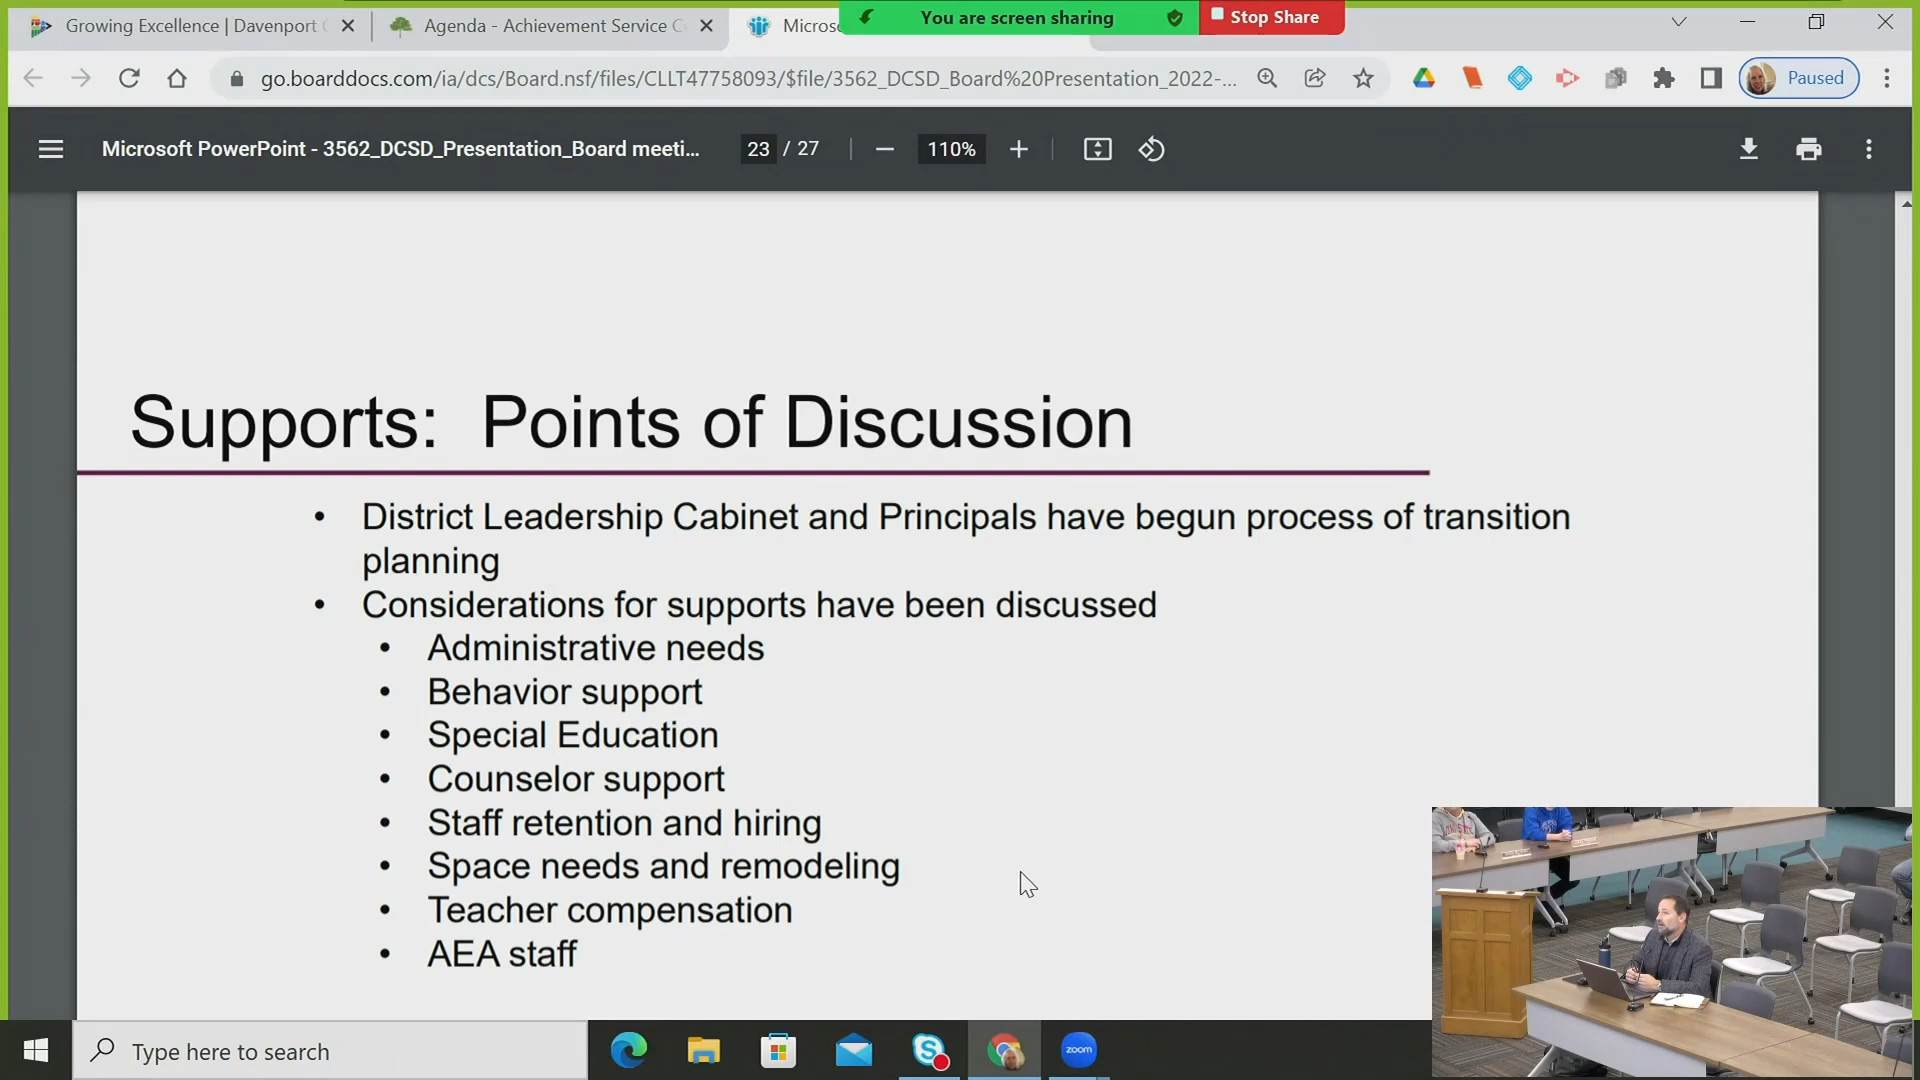 Growing Excellence | Davenport C
Agenda - Achievement Service C
Micros
You are screen sharing
Stop Share
go.boarddocs.com/ia/dcs/Board.nsf/files/CLLT47758093/$file/3562_DCSD_Board%20Presentation_2022-...
Paused
Microsoft PowerPoint - 3562_DCSD_Presentation_Board meeti...
23 / 27
110%
Supports: Points of Discussion
• District Leadership Cabinet and Principals have begun process of transition
planning
• Considerations for supports have been discussed
• Administrative needs
• Behavior support
• Special Education
• Counselor support
• Staff retention and hiring
• Space needs and remodeling
• Teacher compensation
• AEA staff
Type here to search
zoom